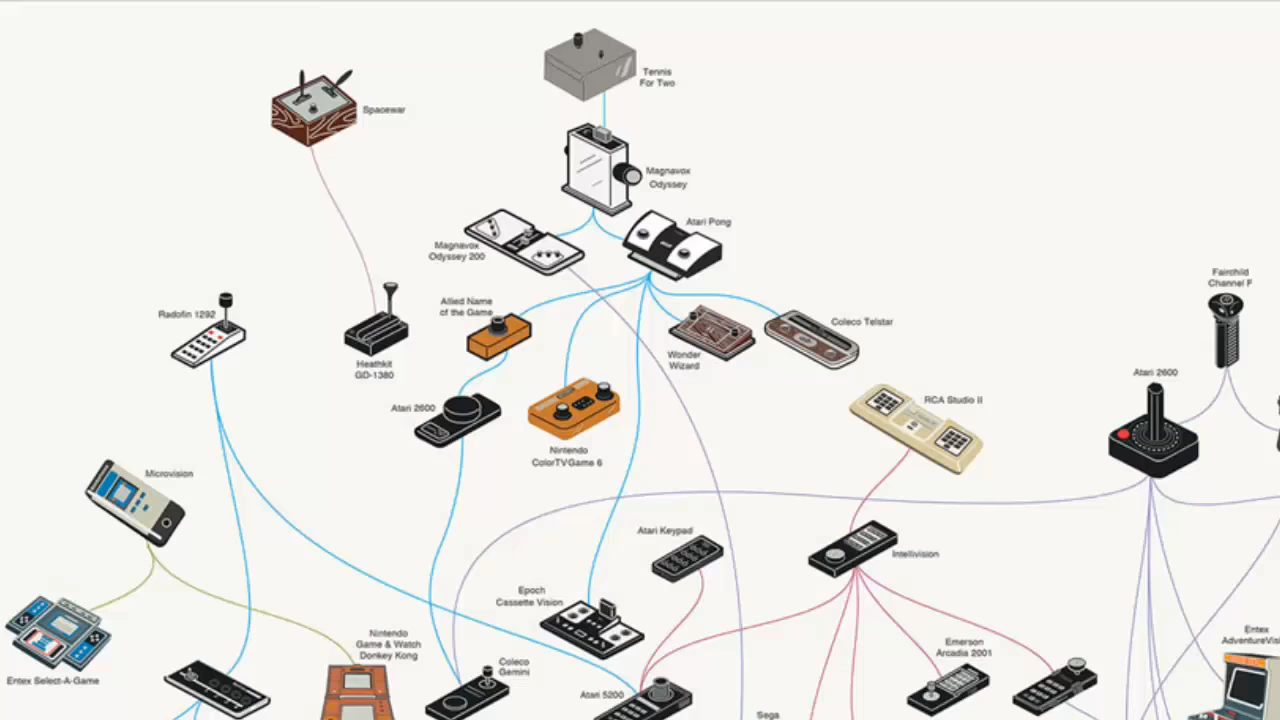 Tennis
For Two
Spacewar
Magnavox
Odyssey
Atari Pong
Magnavox
Odyssey 200
Fairchild
Channel F
Allied Name
of the Game
Radofin 1292
Coleco Telstar
Wonder
Wizard
Heathkit
GD-1380
Atari 2600
RCA Studio II
Atari 2600
Nintendo
ColorTVGame 6
Microvision
Atari Keypad
Intellivision
Epoch
Cassette Vision
Nintendo
Game & Watch
Donkey Kong
Emerson
Arcadia 2001
Entex
AdventureVisi
Coleco
Gemini
Entex Select-A-Game
Atari 5200
Sega